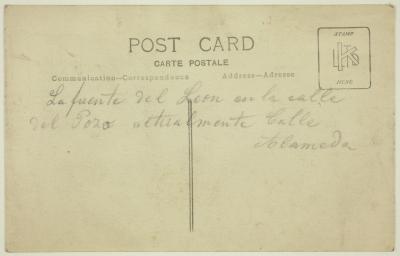 POST CARD
CARTE POSTALE
Communication—Correspondence Address—Adresse
STAMP
HERE
La fuente del Leon en la calle
del Pozo actualmente Calle
Alameda